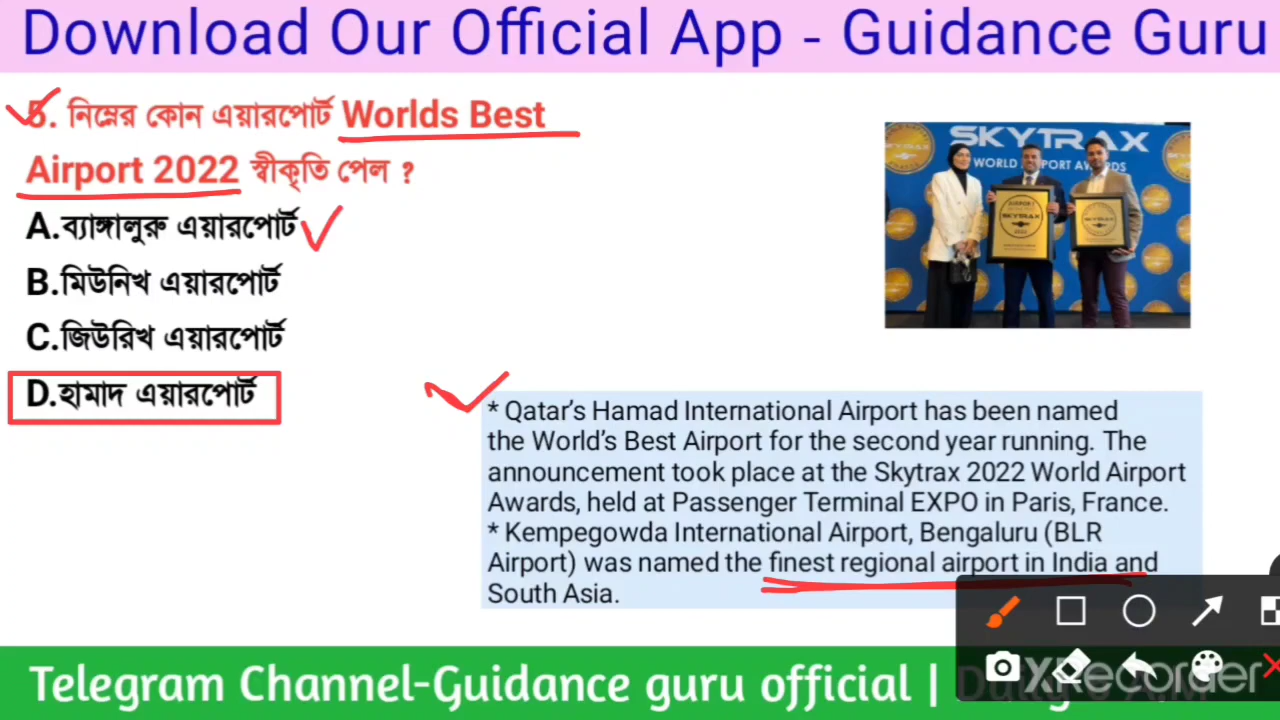 Download Our Official App - Guidance Guru
5. নিম্নের কোন এয়ারপোর্ট Worlds Best
Airport 2022 স্বীকৃতি পেল ?
A.ব্যাঙ্গালুরু এয়ারপোর্ট
B.মিউনিখ এয়ারপোর্ট
C.জিউরিখ এয়ারপোর্ট
D.হামাদ এয়ারপোর্ট
SKYTRAX
WORLD AIRPORT AWARDS
SKYTRAX
* Qatar's Hamad International Airport has been named
the World's Best Airport for the second year running. The
announcement took place at the Skytrax 2022 World Airport
Awards, held at Passenger Terminal EXPO in Paris, France.
* Kempegowda International Airport, Bengaluru (BLR
Airport) was named the finest regional airport in India and
South Asia.
Telegram Channel-Guidance guru official |
XRecorder